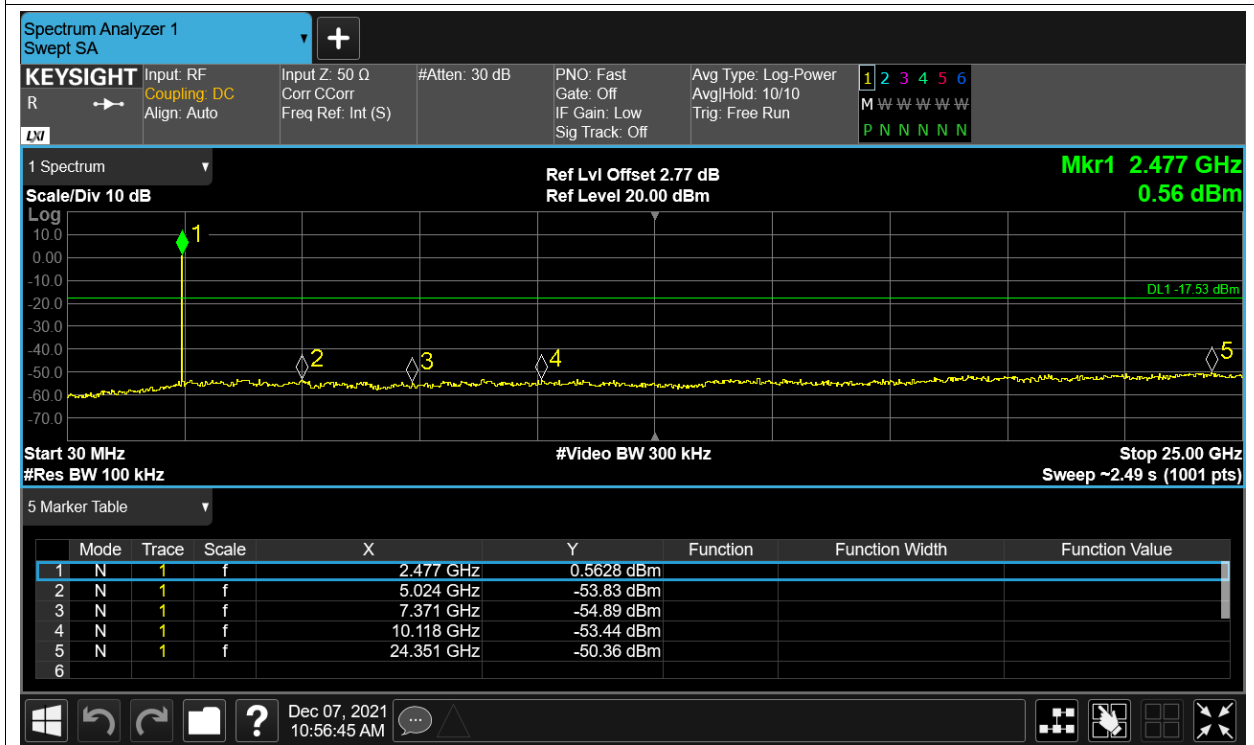 Spectrum Analyzer 1
Swept SA
+
KEYSIGHT
R
LXI
Input: RF
Coupling: DC
Align: Auto
Input Z: 50 Ω
Corr CCorr
Freq Ref: Int (S)
#Atten: 30 dB
PNO: Fast
Gate: Off
IF Gain: Low
Sig Track: Off
Avg Type: Log-Power
Avg|Hold: 10/10
Trig: Free Run
1 2 3 4 5 6
M W W W W W
P N N N N N
1 Spectrum
Scale/Div 10 dB
Ref Lvl Offset 2.77 dB
Ref Level 20.00 dBm
Mkr1 2.477 GHz
0.56 dBm
Log
10.0
0.00
-10.0
-20.0
-30.0
-40.0
-50.0
-60.0
-70.0
1
2
3
4
5
DL1 -17.53 dBm
Start 30 MHz
#Res BW 100 kHz
#Video BW 300 kHz
Stop 25.00 GHz
Sweep ~2.49 s (1001 pts)
5 Marker Table
Mode Trace Scale X Y Function Function Width Function Value
1 N 1 f 2.477 GHz 0.5628 dBm
2 N 1 f 5.024 GHz -53.83 dBm
3 N 1 f 7.371 GHz -54.89 dBm
4 N 1 f 10.118 GHz -53.44 dBm
5 N 1 f 24.351 GHz -50.36 dBm
6
?
Dec 07, 2021
10:56:45 AM